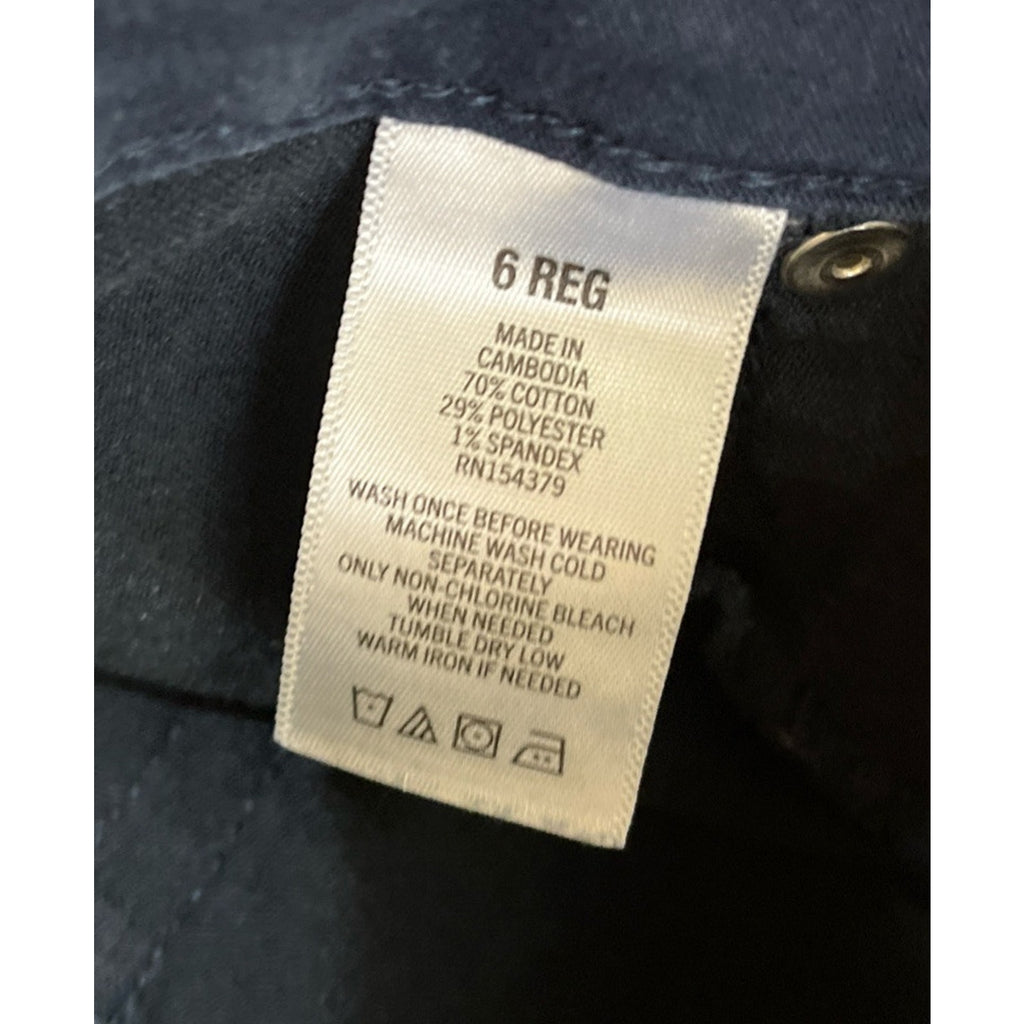 6 REG
MADE IN
CAMBODIA
70% COTTON
29% POLYESTER
1% SPANDEX
RN154379
WASH ONCE BEFORE WEARING
MACHINE WASH COLD
SEPARATELY
ONLY NON-CHLORINE BLEACH
WHEN NEEDED
TUMBLE DRY LOW
WARM IRON IF NEEDED